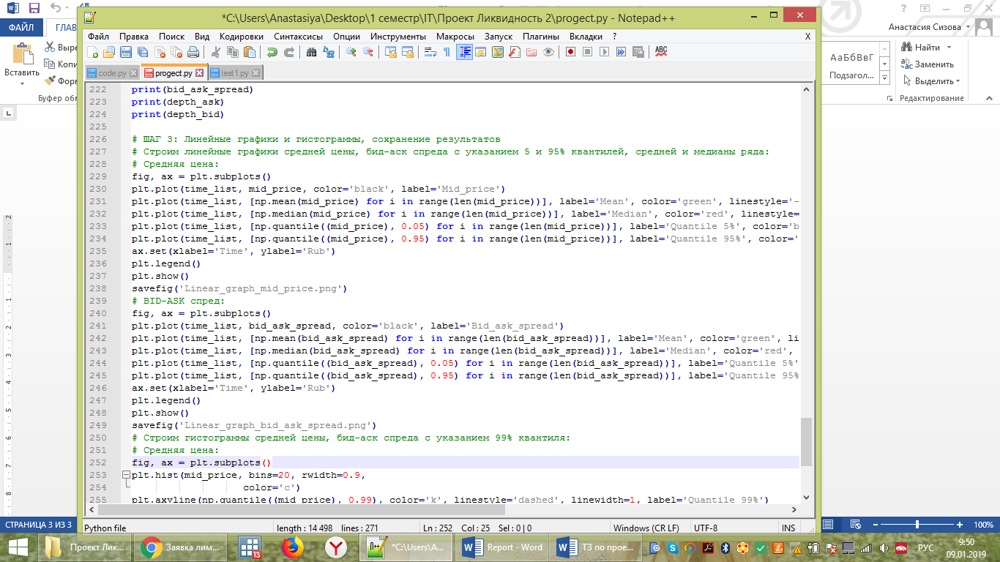 *C:\Users\Anastasiya\Desktop\1 семестр\IT\Проект Ликвидность 2\progect.py - Notepad++
ФАЙЛ
ГЛАВ
Анастасия Сизова
Файл Правка Поиск Вид Кодировки Синтаксисы Опции Инструменты Макросы Запуск Плагины Вкладки ? X
Вставить
Выре
Копи
Форм
Буфер обм
АаБбВвГ
Подзагол...
Найти
Заменить
Выделить
Редактирование
code.py progect.py test1.py
222 print(bid_ask_spread)
223 print(depth_ask)
224 print(depth_bid)
225
226 # ШАГ 3: Линейные графики и гистограммы, сохранение результатов
227 # Строим линейные графики средней цены, бид-аск спреда с указанием 5 и 95% квантилей, средней и медианы ряда:
228 # Средняя цена:
229 fig, ax = plt.subplots()
230 plt.plot(time_list, mid_price, color='black', label='Mid_price')
231 plt.plot(time_list, [np.mean(mid_price) for i in range(len(mid_price))], label='Mean', color='green', linestyle='-
232 plt.plot(time_list, [np.median(mid_price) for i in range(len(mid_price))], label='Median', color='red', linestyle=
233 plt.plot(time_list, [np.quantile((mid_price), 0.05) for i in range(len(mid_price))], label='Quantile 5%', color='b
234 plt.plot(time_list, [np.quantile((mid_price), 0.95) for i in range(len(mid_price))], label='Quantile 95%', color='
235 ax.set(xlabel='Time', ylabel='Rub')
236 plt.legend()
237 plt.show()
238 savefig('Linear_graph_mid_price.png')
239 # BID-ASK спред:
240 fig, ax = plt.subplots()
241 plt.plot(time_list, bid_ask_spread, color='black', label='Bid_ask_spread')
242 plt.plot(time_list, [np.mean(bid_ask_spread) for i in range(len(bid_ask_spread))], label='Mean', color='green', li
243 plt.plot(time_list, [np.median(bid_ask_spread) for i in range(len(bid_ask_spread))], label='Median', color='red',
244 plt.plot(time_list, [np.quantile((bid_ask_spread), 0.05) for i in range(len(bid_ask_spread))], label='Quantile 5%'
245 plt.plot(time_list, [np.quantile((bid_ask_spread), 0.95) for i in range(len(bid_ask_spread))], label='Quantile 95%
246 ax.set(xlabel='Time', ylabel='Rub')
247 plt.legend()
248 plt.show()
249 savefig('Linear_graph_bid_ask_spread.png')
250 # Строим гистограммы средней цены, бид-аск спреда с указанием 99% квантиля:
251 # Средняя цена:
252 fig, ax = plt.subplots()
253 plt.hist(mid_price, bins=20, rwidth=0.9,
254 color='c')
255 plt.axvline(np.quantile((mid_price), 0.99), color='k', linestyle='dashed', linewidth=1, label='Quantile 99%')
Python file length : 14 498 lines : 271 Ln : 252 Col : 25 Sel : 0 | 0 Windows (CR LF) UTF-8 INS
СТРАНИЦА 3 ИЗ 3
100%
Проект Лик...
Заявка лим...
13
*C:\Users\A...
Report - Word
ТЗ по прое...
РУС
9:50
09.01.2019